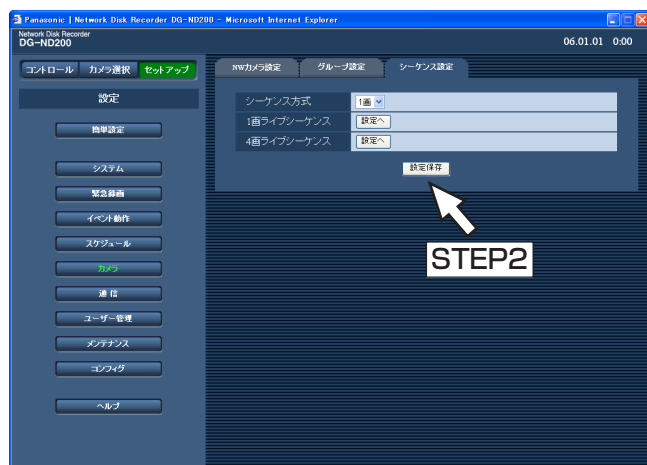 Panasonic | Network Disk Recorder DG-ND200 - Microsoft Internet Explorer
Network Disk Recorder
DG-ND200
06.01.01 0:00
コントロール カメラ選択 セットアップ
NWカメラ設定 グループ設定 シーケンス設定
設定
シーケンス方式 1画
1画ライブシーケンス 設定へ
4画ライブシーケンス 設定へ
設定保存
STEP2
簡単設定
システム
緊急録画
イベント動作
スケジュール
カメラ
通信
ユーザー管理
メンテナンス
コンフィグ
ヘルプ